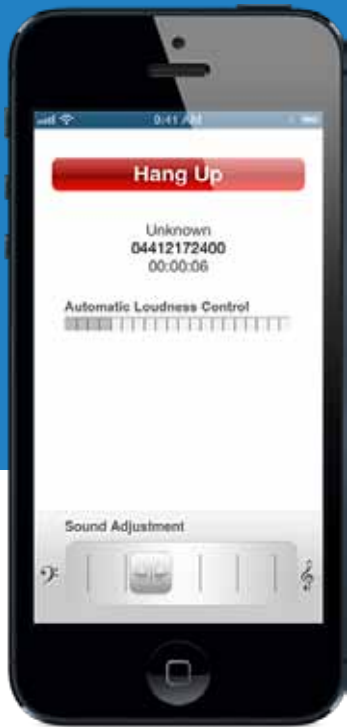 9:41 AM
Hang Up
Unknown
04412172400
00:00:06
Automatic Loudness Control
Sound Adjustment